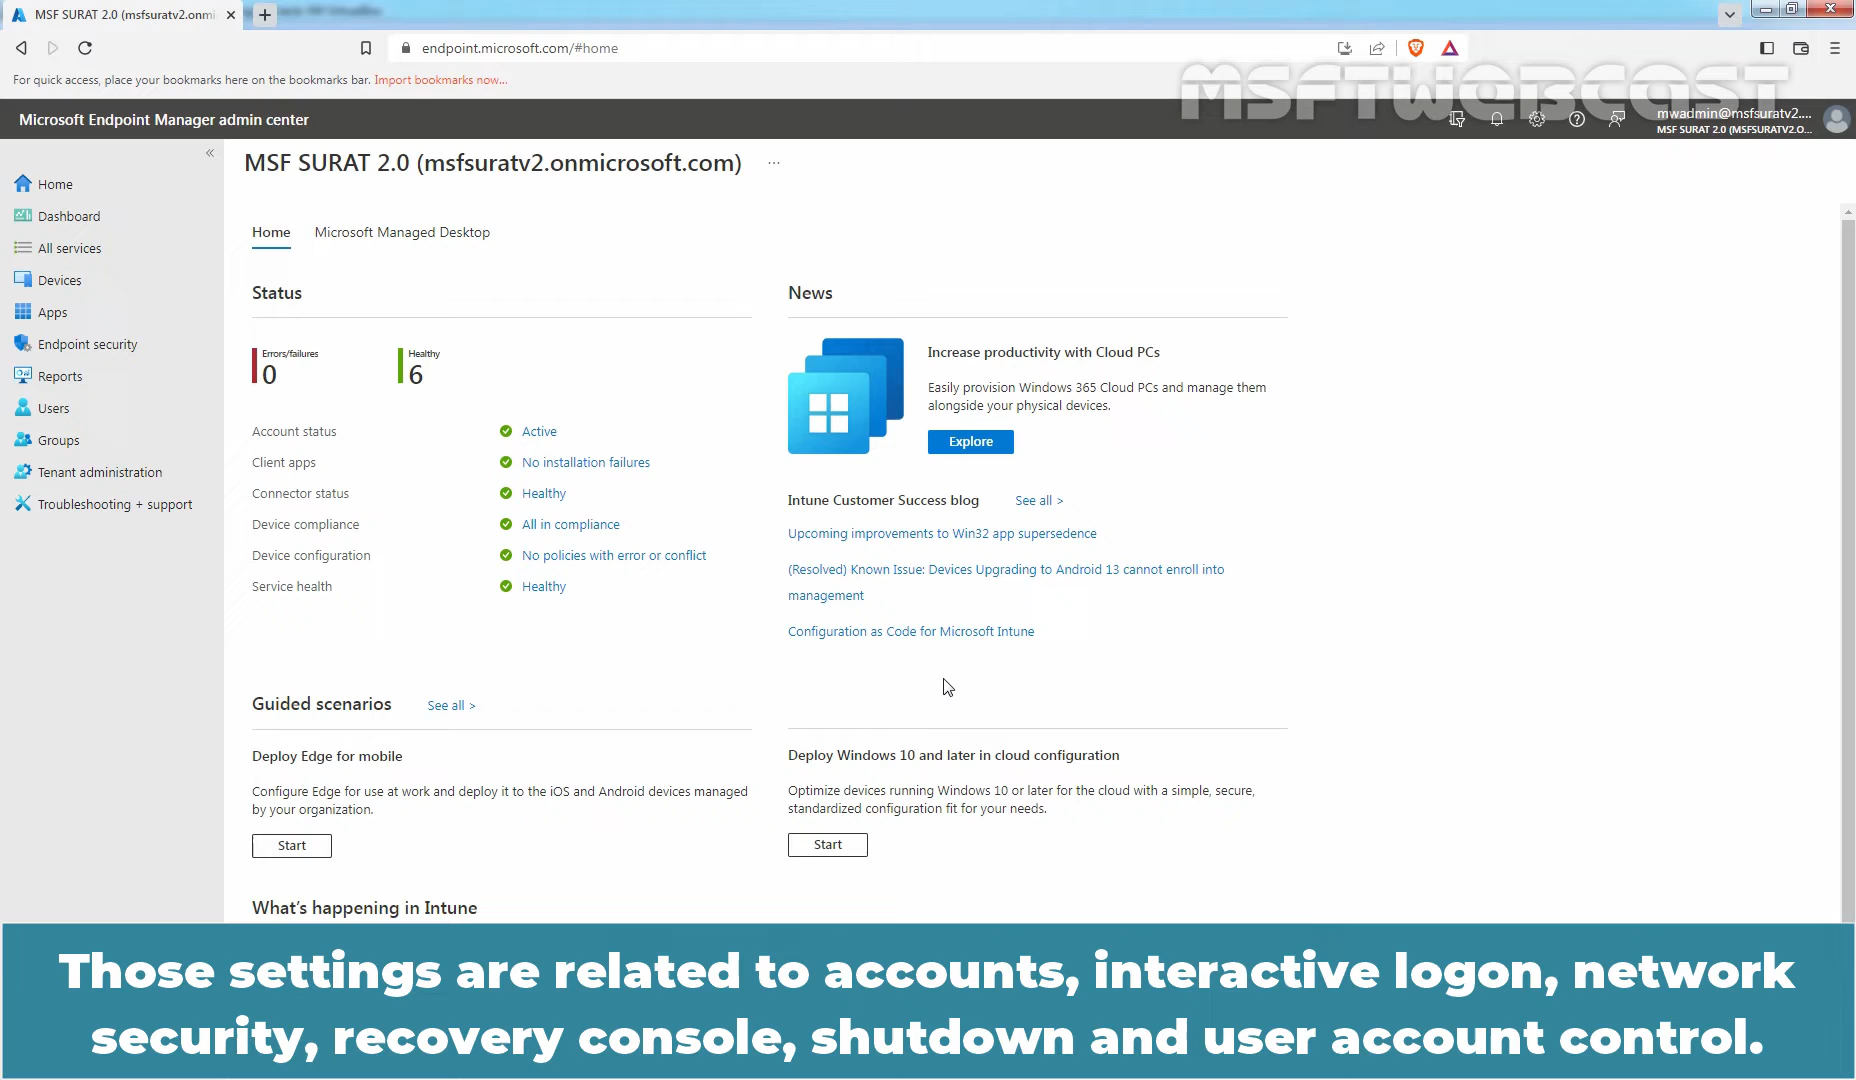 MSF SURAT 2.0 (msfsuratv2.onmi
endpoint.microsoft.com/#home
For quick access, place your bookmarks here on the bookmarks bar. Import bookmarks now...
MSFTWEBCAST
Microsoft Endpoint Manager admin center
mwadmin@msfsuratv2....
MSF SURAT 2.0 (MSFSURATV2.O...
MSF SURAT 2.0 (msfsuratv2.onmicrosoft.com) ...
Home
Dashboard
All services
Devices
Apps
Endpoint security
Reports
Users
Groups
Tenant administration
Troubleshooting + support
Home
Microsoft Managed Desktop
Status
Errors/failures
0
Healthy
6
Account status
Active
Client apps
No installation failures
Connector status
Healthy
Device compliance
All in compliance
Device configuration
No policies with error or conflict
Service health
Healthy
News
Increase productivity with Cloud PCs
Easily provision Windows 365 Cloud PCs and manage them
alongside your physical devices.
Explore
Intune Customer Success blog
See all >
Upcoming improvements to Win32 app supersedence
(Resolved) Known Issue: Devices Upgrading to Android 13 cannot enroll into
management
Configuration as Code for Microsoft Intune
Guided scenarios
See all >
Deploy Edge for mobile
Configure Edge for use at work and deploy it to the iOS and Android devices managed
by your organization.
Start
Deploy Windows 10 and later in cloud configuration
Optimize devices running Windows 10 or later for the cloud with a simple, secure,
standardized configuration fit for your needs.
Start
What's happening in Intune
Those settings are related to accounts, interactive logon, network
security, recovery console, shutdown and user account control.